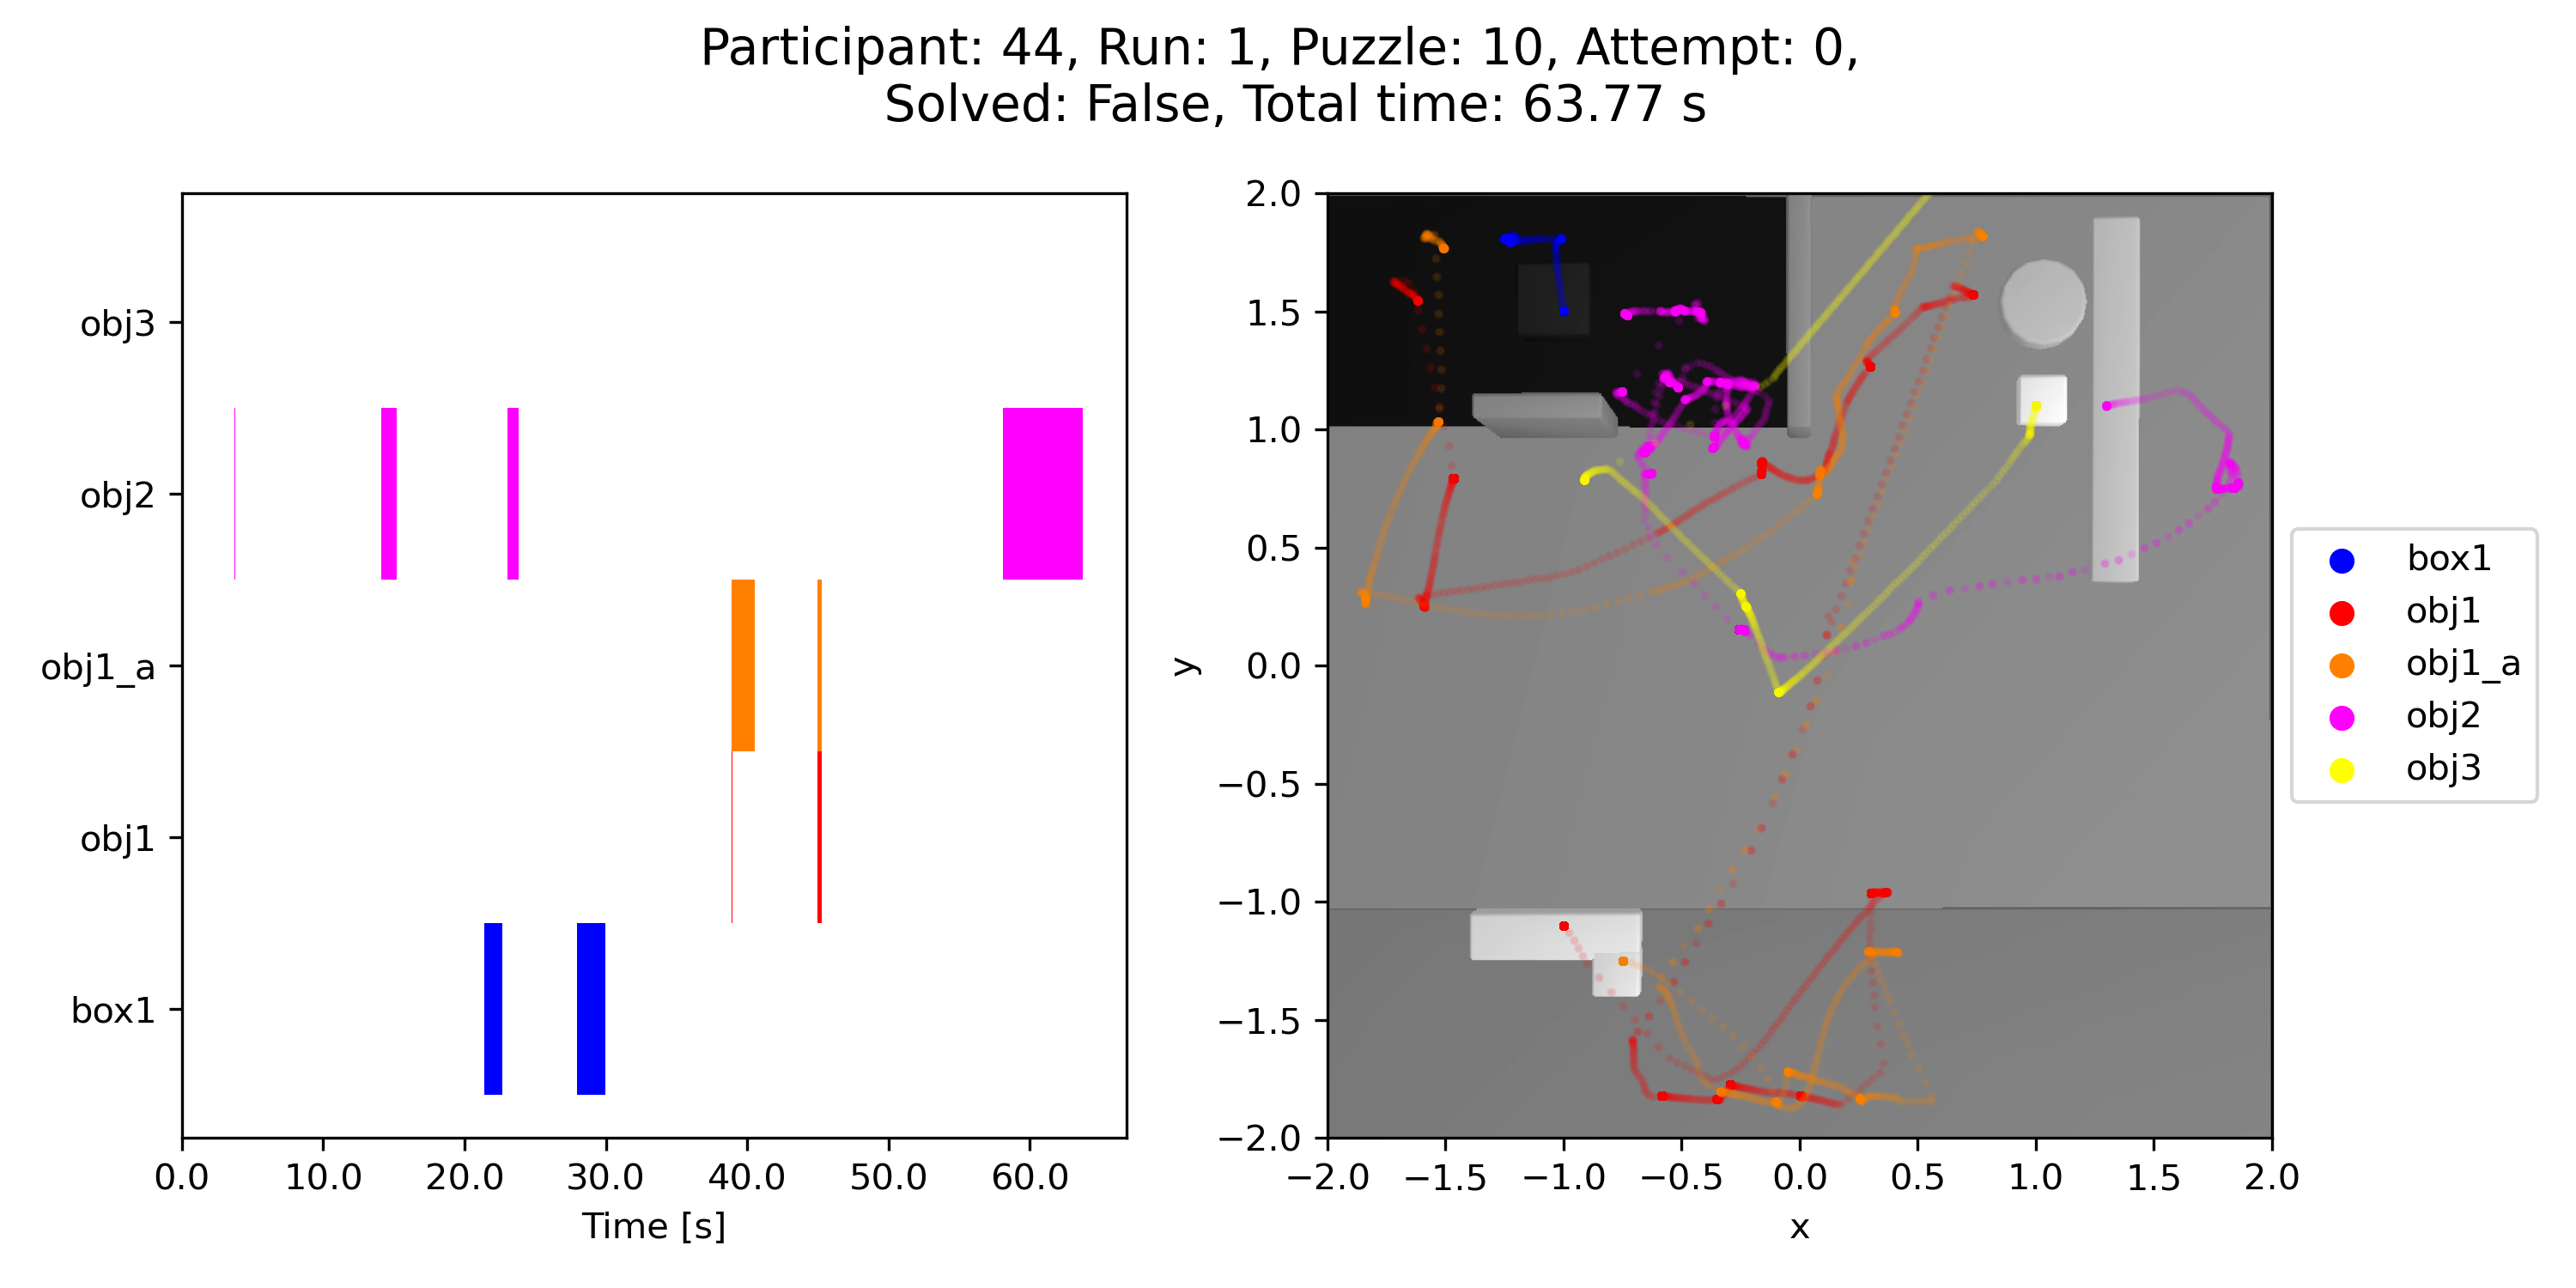 Participant: 44, Run: 1, Puzzle: 10, Attempt: 0,
Solved: False, Total time: 63.77 s
obj3
obj2
obj1_a
obj1
box1
0.0 10.0 20.0 30.0 40.0 50.0 60.0
Time [s]
2.0
1.5
1.0
0.5
0.0
−0.5
−1.0
−1.5
−2.0
y
−2.0 −1.5 −1.0 −0.5 0.0 0.5 1.0 1.5 2.0
x
box1
obj1
obj1_a
obj2
obj3